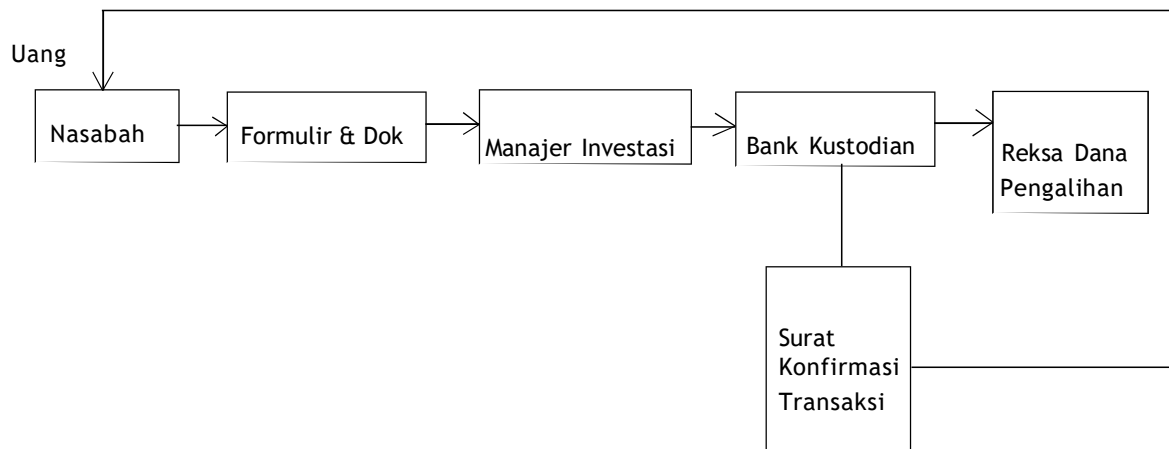 Uang
Nasabah
Formulir & Dok
Manajer Investasi
Bank Kustodian
Reksa Dana
Pengalihan
Surat
Konfirmasi
Transaksi